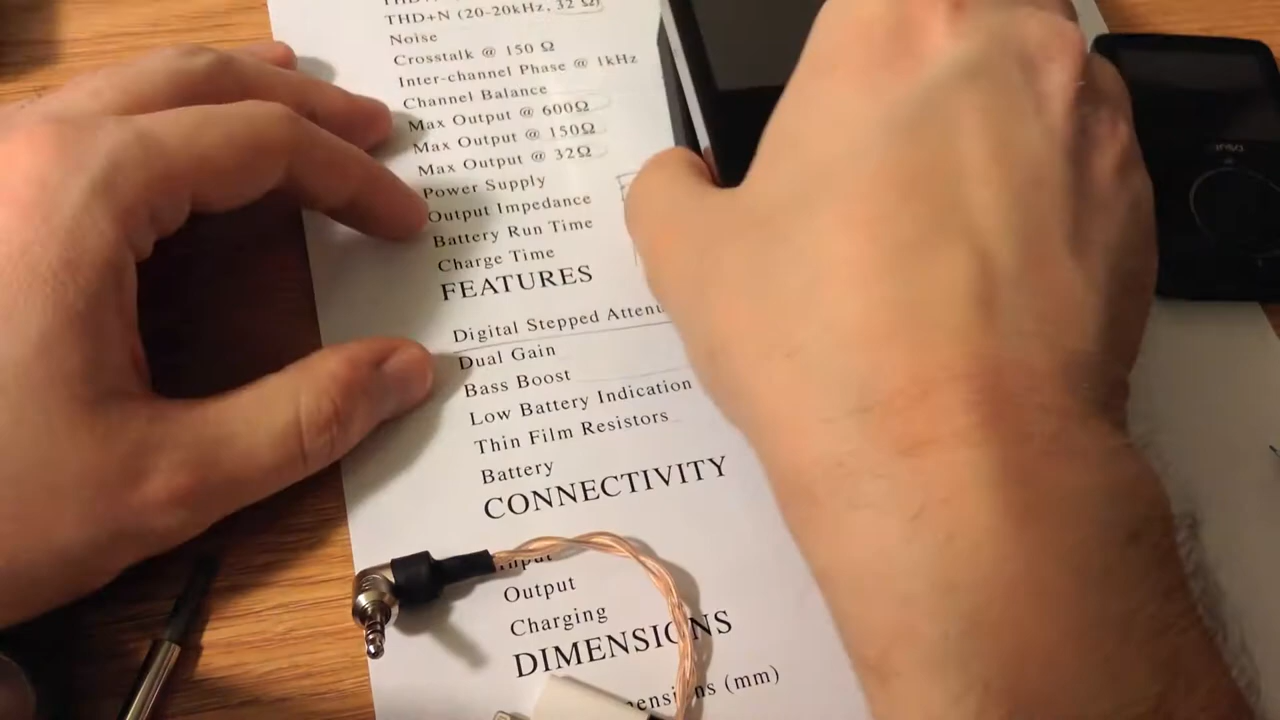 THD+N (20-20kHz, 32 Ω)
Noise
Crosstalk @ 150 Ω
Inter-channel Phase @ 1kHz
Channel Balance
Max Output @ 600Ω
Max Output @ 150Ω
Max Output @ 32Ω
Power Supply
Output Impedance
Battery Run Time
Charge Time
FEATURES
Digital Stepped Attenu
Dual Gain
Bass Boost
Low Battery Indication
Thin Film Resistors
Battery
CONNECTIVITY
Input
Output
Charging
DIMENSIONS
(mm)